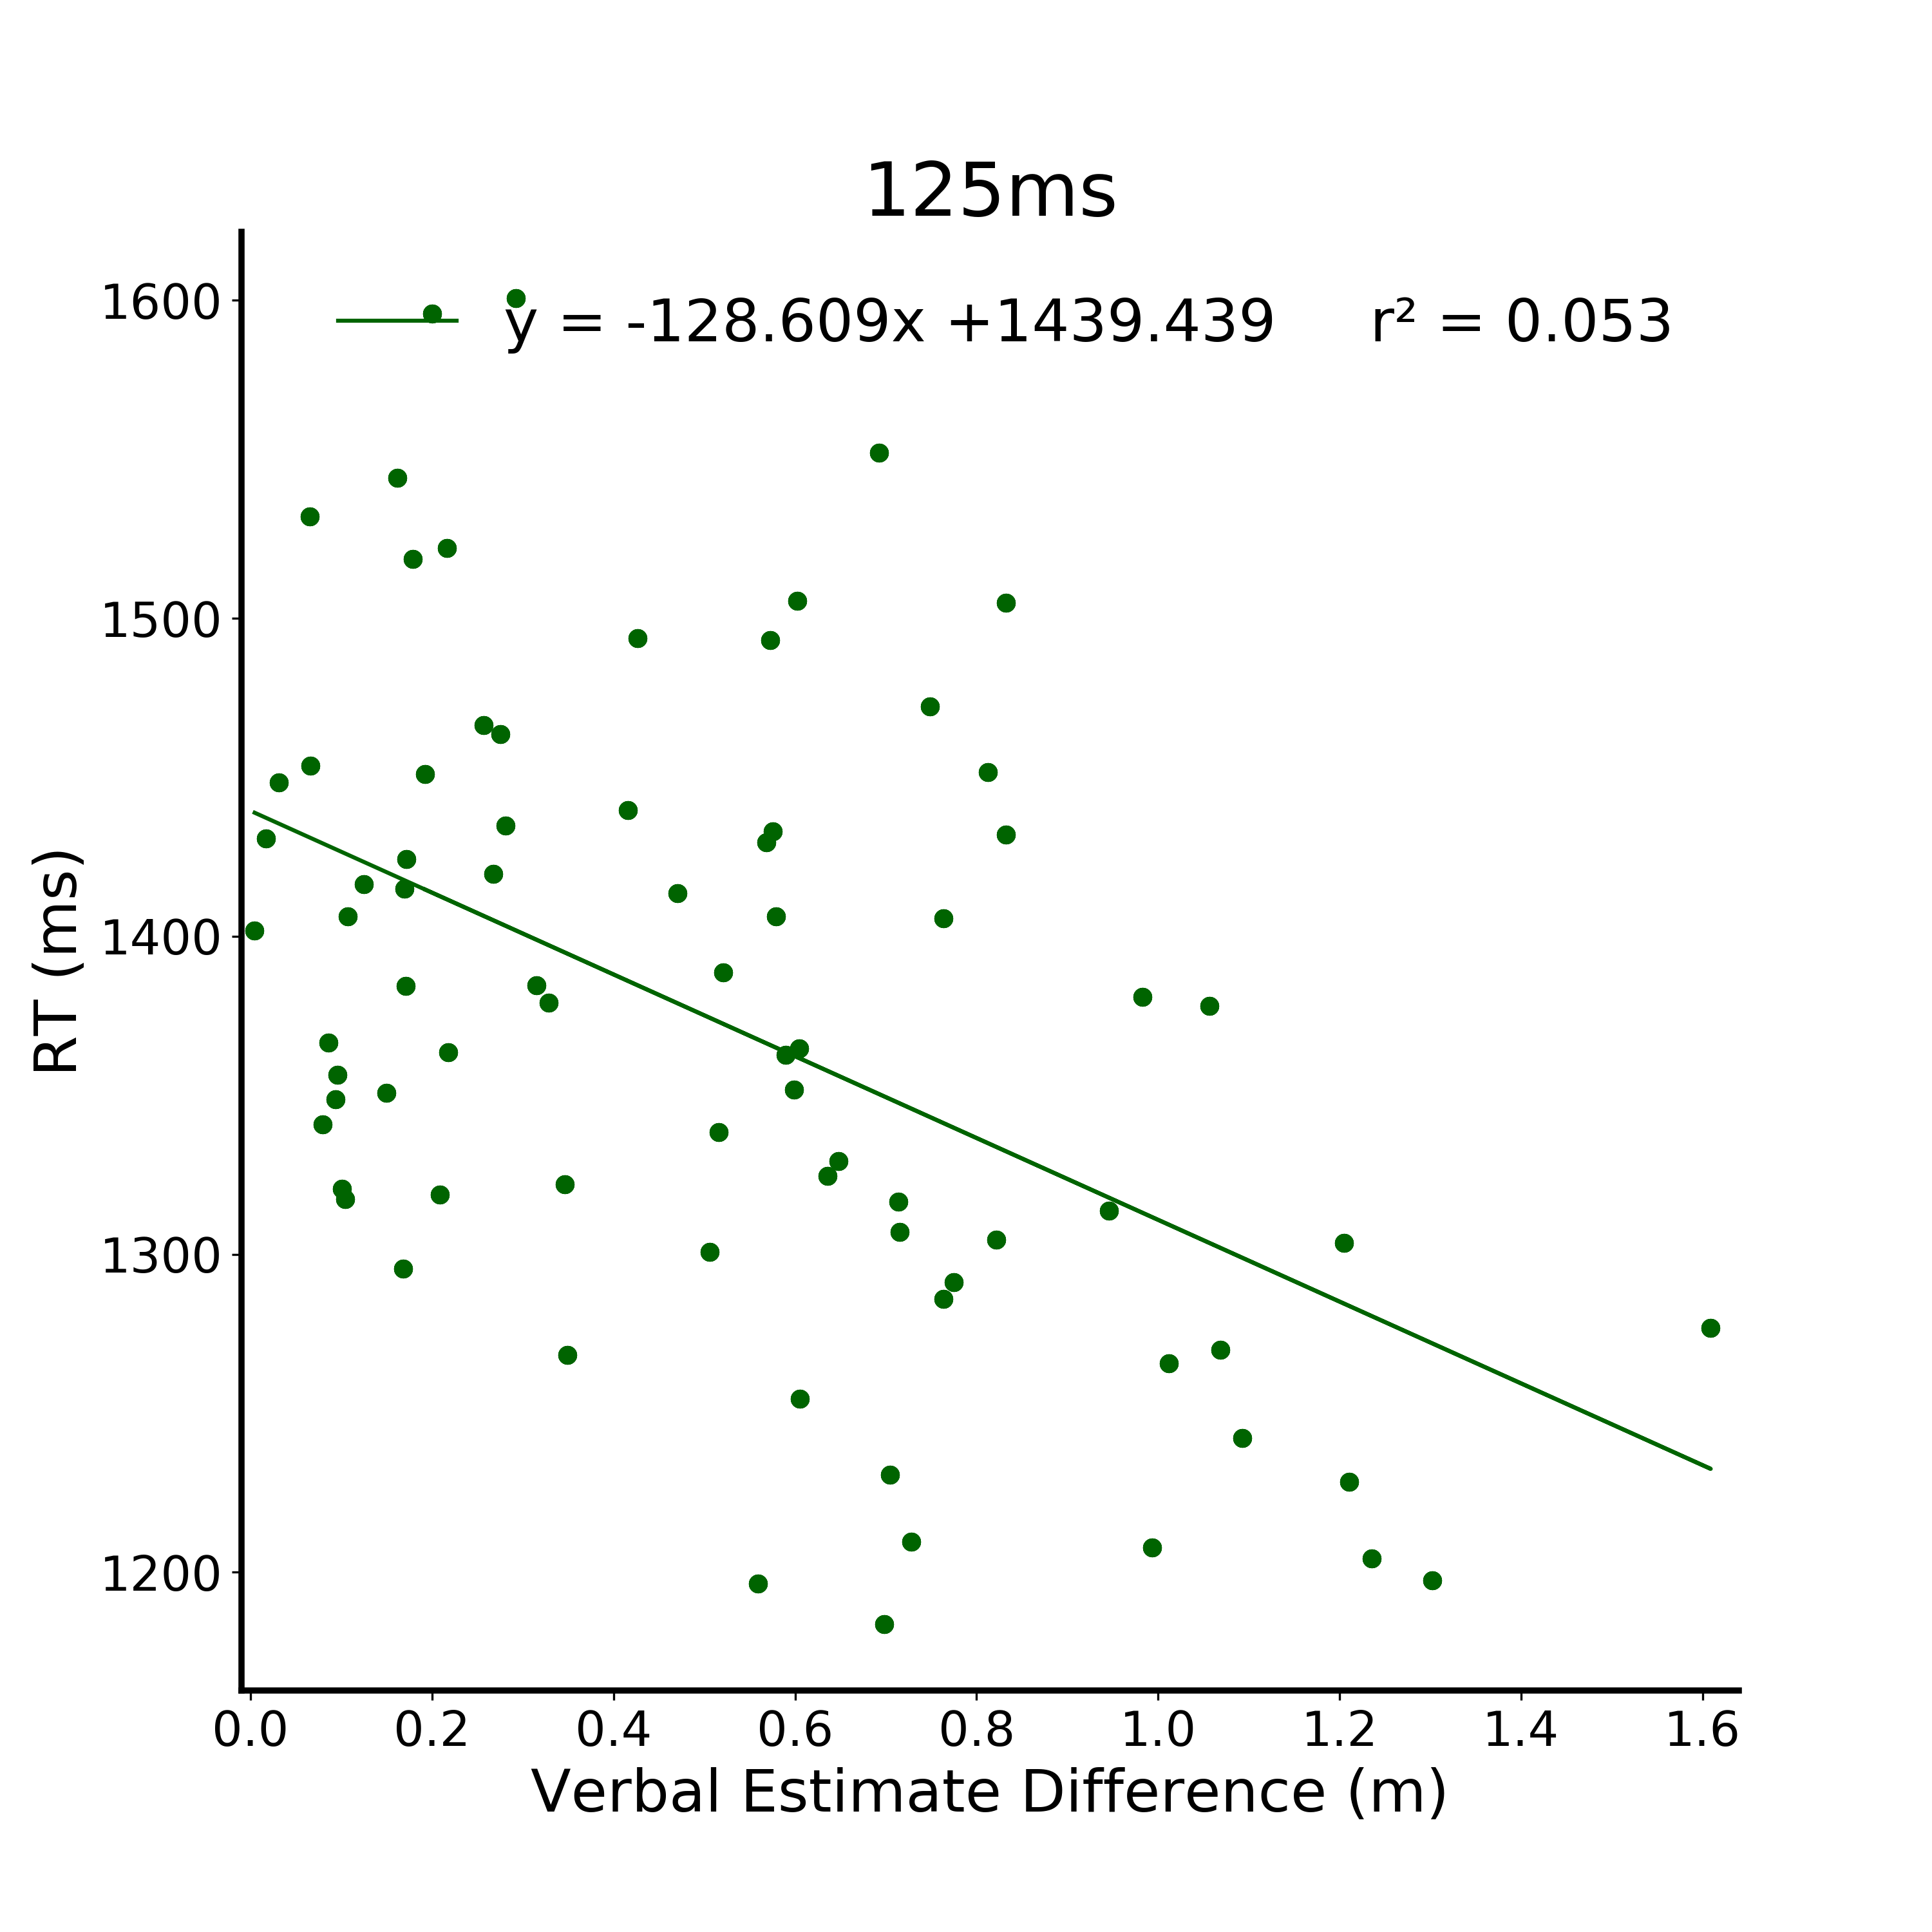 125ms
y = -128.609x +1439.439 r² = 0.053
1600
1500
1400
1300
1200
RT (ms)
0.0 0.2 0.4 0.6 0.8 1.0 1.2 1.4 1.6
Verbal Estimate Difference (m)